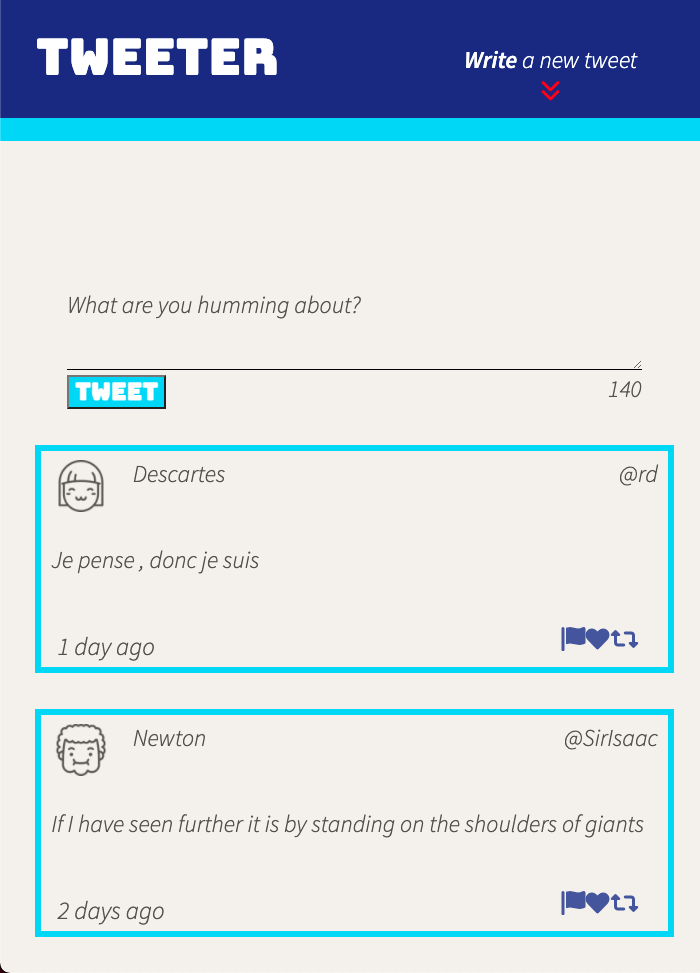 TWEETER
Write a new tweet
What are you humming about?
TWEET 140
Descartes @rd
Je pense , donc je suis
1 day ago
Newton @SirIsaac
If I have seen further it is by standing on the shoulders of giants
2 days ago